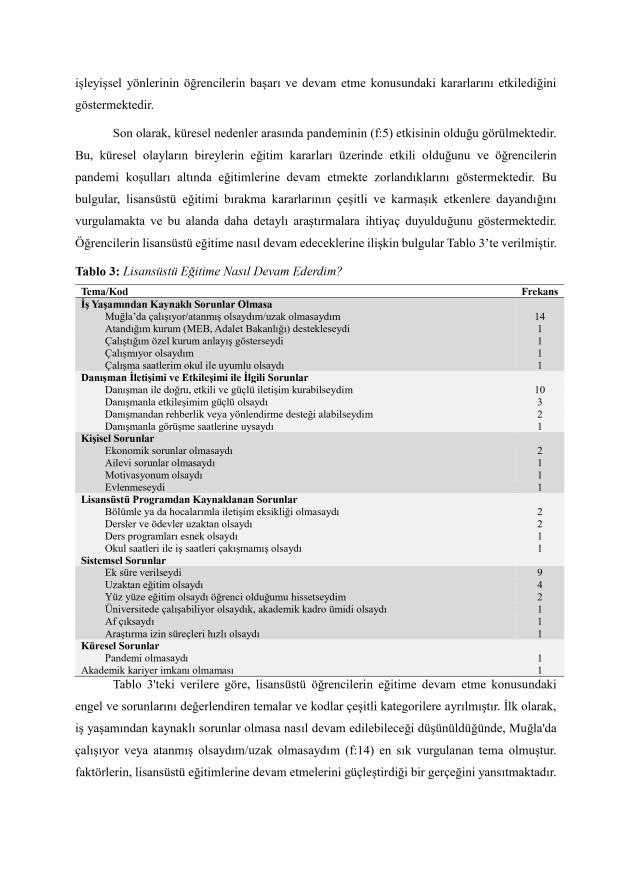 işleyişsel yönlerinin öğrencilerin başarı ve devam etme konusundaki kararlarını etkilediğini
göstermektedir.
Son olarak, küresel nedenler arasında pandeminin (f:5) etkisinin olduğu görülmektedir.
Bu, küresel olayların bireylerin eğitim kararları üzerinde etkili olduğunu ve öğrencilerin
pandemi koşulları altında eğitimlerine devam etmekte zorlandıklarını göstermektedir. Bu
bulgular, lisansüstü eğitimi bırakma kararlarının çeşitli ve karmaşık etkenlere dayandığını
vurgulamakta ve bu alanda daha detaylı araştırmalara ihtiyaç duyulduğunu göstermektedir.
Öğrencilerin lisansüstü eğitime nasıl devam edeceklerine ilişkin bulgular Tablo 3’te verilmiştir.
Tablo 3: Lisansüstü Eğitime Nasıl Devam Ederdim?
Tema/Kod Frekans
İş Yaşamından Kaynaklı Sorunlar Olmasa
Muğla’da çalışıyor/atanmış olsaydım/uzak olmasaydım 14
Atandığım kurum (MEB, Adalet Bakanlığı) destekleseydi 1
Çalıştığım özel kurum anlayış gösterseydi 1
Çalışmıyor olsaydım 1
Çalışma saatlerim okul ile uyumlu olsaydı 1
Danışman İletişimi ve Etkileşimi ile İlgili Sorunlar
Danışman ile doğru, etkili ve güçlü iletişim kurabilseydim 10
Danışmanla etkileşimim güçlü olsaydı 3
Danışmandan rehberlik veya yönlendirme desteği alabilseydim 2
Danışmanla görüşme saatlerine uysaydı 1
Kişisel Sorunlar
Ekonomik sorunlar olmasaydı 2
Ailevi sorunlar olmasaydı 1
Motivasyonum olsaydı 1
Evlenmeseydi 1
Lisansüstü Programdan Kaynaklanan Sorunlar
Bölümle ya da hocalarımla iletişim eksikliği olmasaydı 2
Dersler ve ödevler uzaktan olsaydı 2
Ders programları esnek olsaydı 1
Okul saatleri ile iş saatleri çakışmamış olsaydı 1
Sistemsel Sorunlar
Ek süre verilseydi 9
Uzaktan eğitim olsaydı 4
Yüz yüze eğitim olsaydı öğrenci olduğumu hissetseydim 2
Üniversitede çalışabiliyor olsaydık, akademik kadro ümidi olsaydı 1
Af çıksaydı 1
Araştırma izin süreçleri hızlı olsaydı 1
Küresel Sorunlar
Pandemi olmasaydı 1
Akademik kariyer imkanı olmaması 1
Tablo 3'teki verilere göre, lisansüstü öğrencilerin eğitime devam etme konusundaki
engel ve sorunlarını değerlendiren temalar ve kodlar çeşitli kategorilere ayrılmıştır. İlk olarak,
iş yaşamından kaynaklı sorunlar olmasa nasıl devam edilebileceği düşünüldüğünde, Muğla'da
çalışıyor veya atanmış olsaydım/uzak olmasaydım (f:14) en sık vurgulanan tema olmuştur.
faktörlerin, lisansüstü eğitimlerine devam etmelerini güçleştirdiği bir gerçeğini yansıtmaktadır.